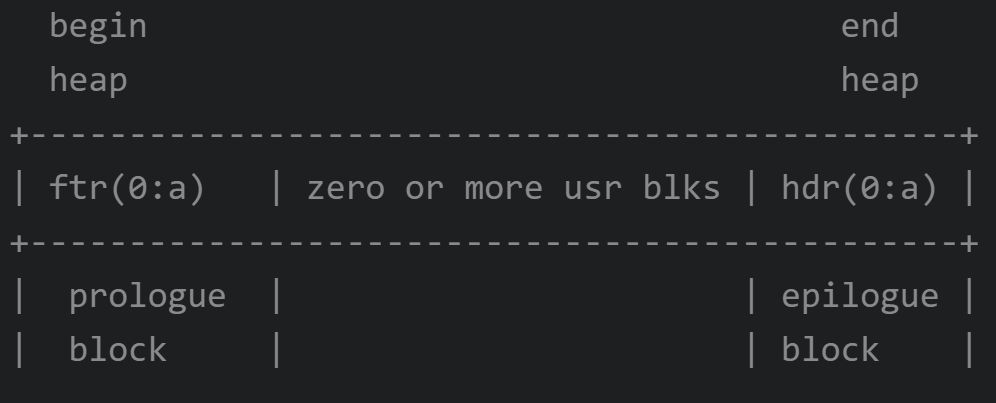 begin                                   end
  heap                                    heap
+-----------------------------------------------+
| ftr(0:a)   | zero or more usr blks | hdr(0:a) |
+-----------------------------------------------+
|  prologue  |                       | epilogue |
|  block     |                       | block    |